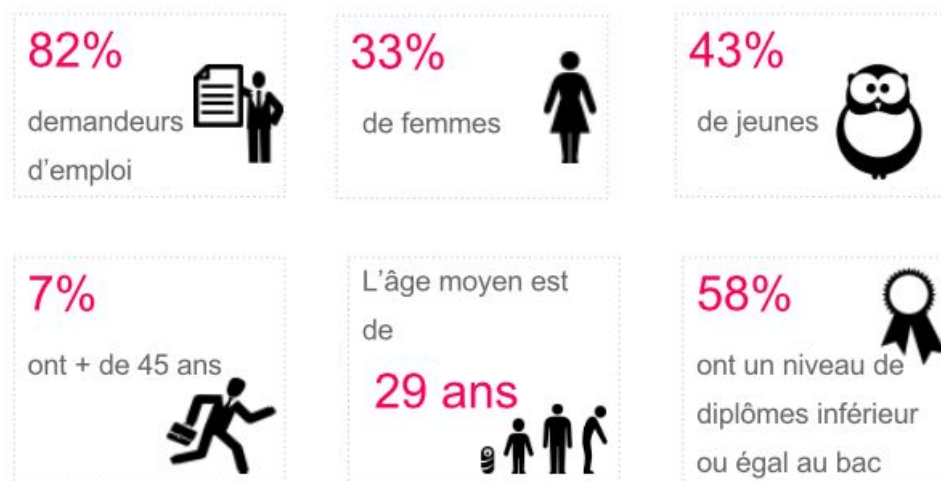 82%
demandeurs
d'emploi
33%
de femmes
43%
de jeunes
7%
ont + de 45 ans
L'âge moyen est
de
29 ans
58%
ont un niveau de
diplômes inférieur
ou égal au bac